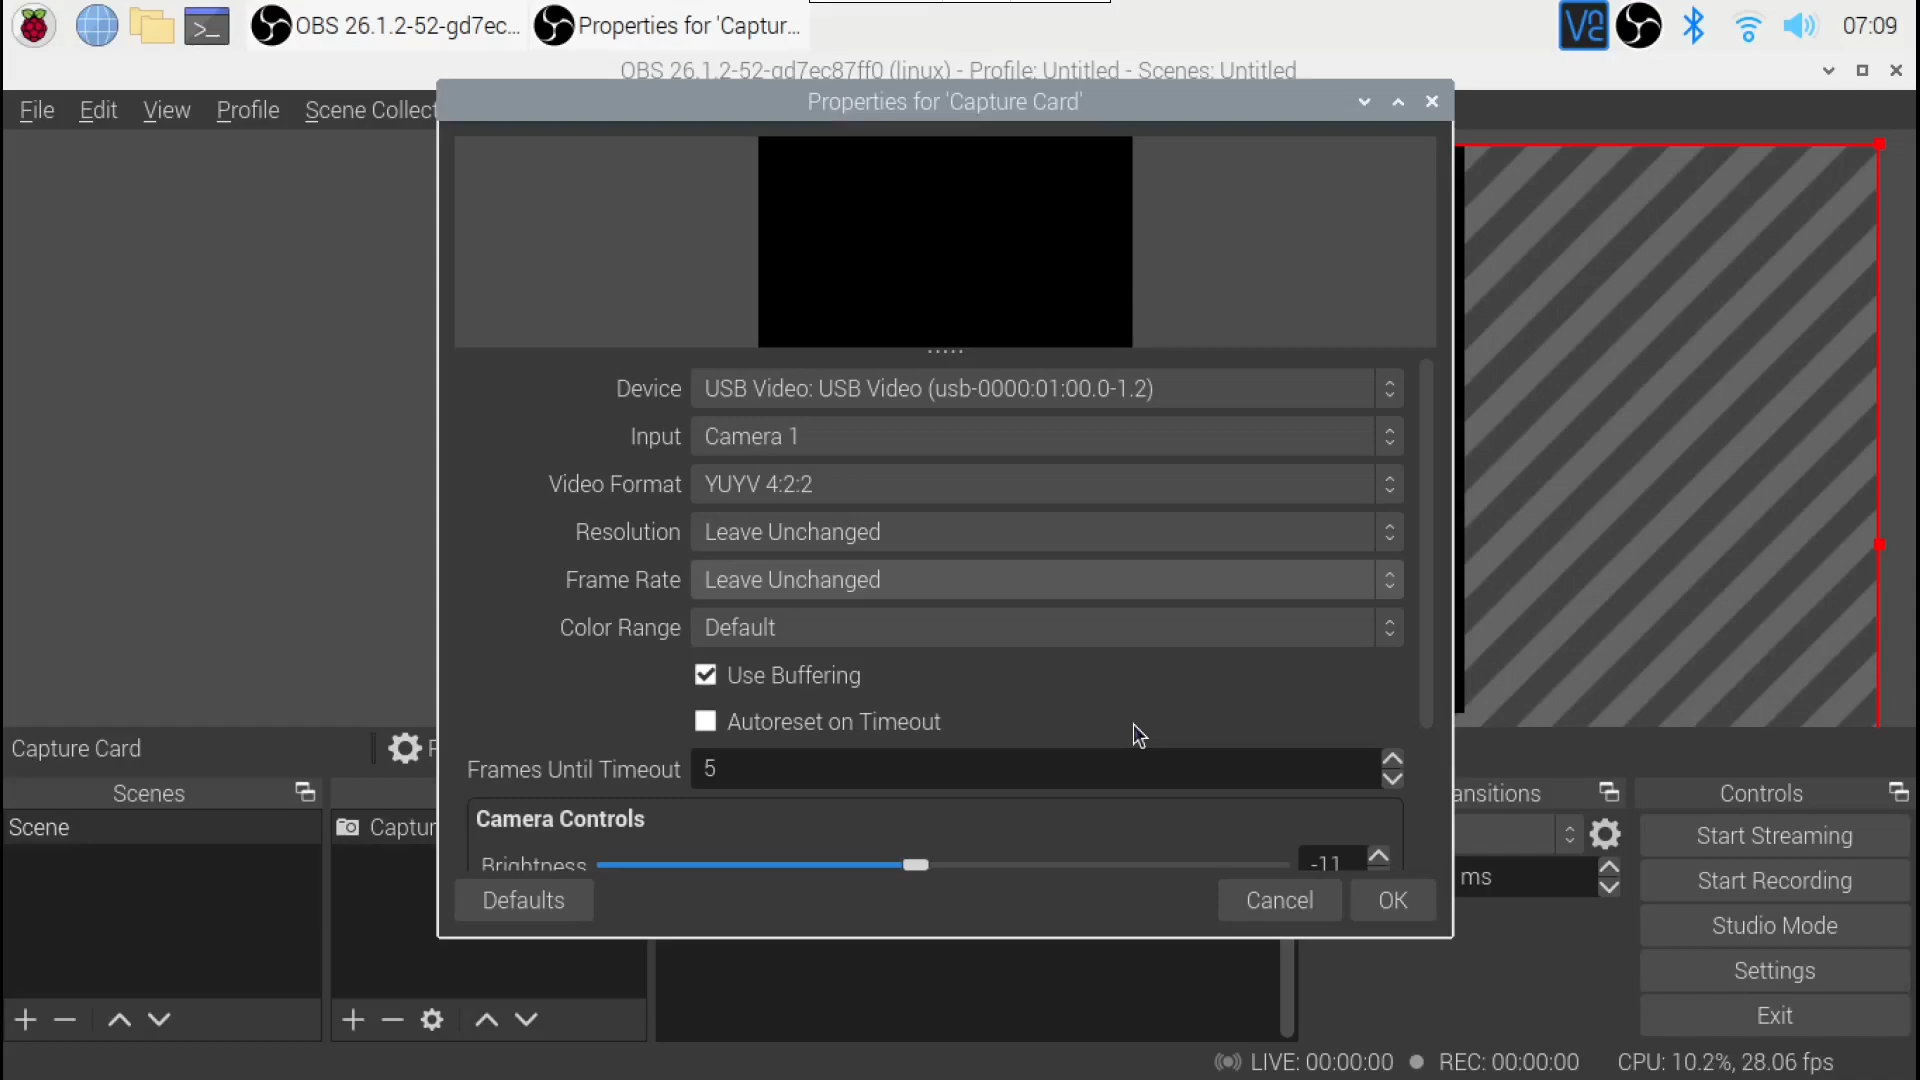 OBS 26.1.2-52-gd7ec...
Properties for 'Captur...
07:09
OBS 26.1.2-52-gd7ec87ff0 (linux) - Profile: Untitled - Scenes: Untitled
File Edit View Profile Scene Collect
Properties for 'Capture Card'
Device USB Video: USB Video (usb-0000:01:00.0-1.2)
Input Camera 1
Video Format YUYV 4:2:2
Resolution Leave Unchanged
Frame Rate Leave Unchanged
Color Range Default
Use Buffering
Autoreset on Timeout
Frames Until Timeout 5
Camera Controls
Brightness -11
Defaults Cancel OK
Capture Card
Scenes
Scene
Captur
ansitions
ms
Controls
Start Streaming
Start Recording
Studio Mode
Settings
Exit
LIVE: 00:00:00 REC: 00:00:00 CPU: 10.2%, 28.06 fps